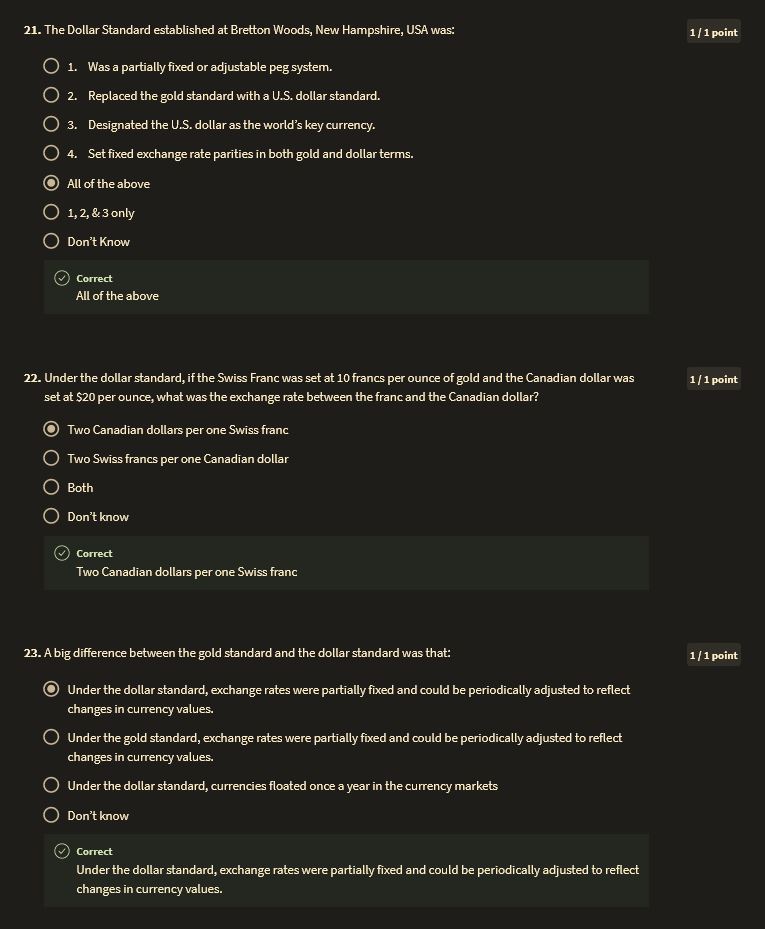 21. The Dollar Standard established at Bretton Woods, New Hampshire, USA was:
1 / 1 point
1. Was a partially fixed or adjustable peg system.
2. Replaced the gold standard with a U.S. dollar standard.
3. Designated the U.S. dollar as the world's key currency.
4. Set fixed exchange rate parities in both gold and dollar terms.
All of the above
1, 2, & 3 only
Don't Know
Correct
All of the above
22. Under the dollar standard, if the Swiss Franc was set at 10 francs per ounce of gold and the Canadian dollar was
1 / 1 point
set at $20 per ounce, what was the exchange rate between the franc and the Canadian dollar?
Two Canadian dollars per one Swiss franc
Two Swiss francs per one Canadian dollar
Both
Don't know
Correct
Two Canadian dollars per one Swiss franc
23. A big difference between the gold standard and the dollar standard was that:
1 / 1 point
Under the dollar standard, exchange rates were partially fixed and could be periodically adjusted to reflect
changes in currency values.
Under the gold standard, exchange rates were partially fixed and could be periodically adjusted to reflect
changes in currency values.
Under the dollar standard, currencies floated once a year in the currency markets
Don't know
Correct
Under the dollar standard, exchange rates were partially fixed and could be periodically adjusted to reflect
changes in currency values.